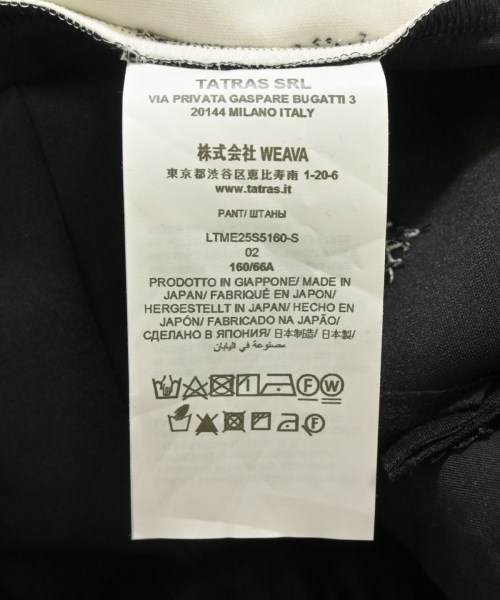 TATRAS SRL
VIA PRIVATA GASPARE BUGATTI 3
20144 MILANO ITALY
株式会社 WEAVA
東京都渋谷区恵比寿南 1-20-6
www.tatras.it
PANT/ ШТАНЫ
LTME25S5160-S
02
160/66A
PRODOTTO IN GIAPPONE/ MADE IN
JAPAN/ FABRIQUÉ EN JAPON/
HERGESTELLT IN JAPAN/ HECHO EN
JAPÓN/ FABRICADO NA JAPÃO/
СДЕЛАНО В ЯПОНИЯ/ 日本制造/ 日本製/
مصنوعة في اليابان
F W
F